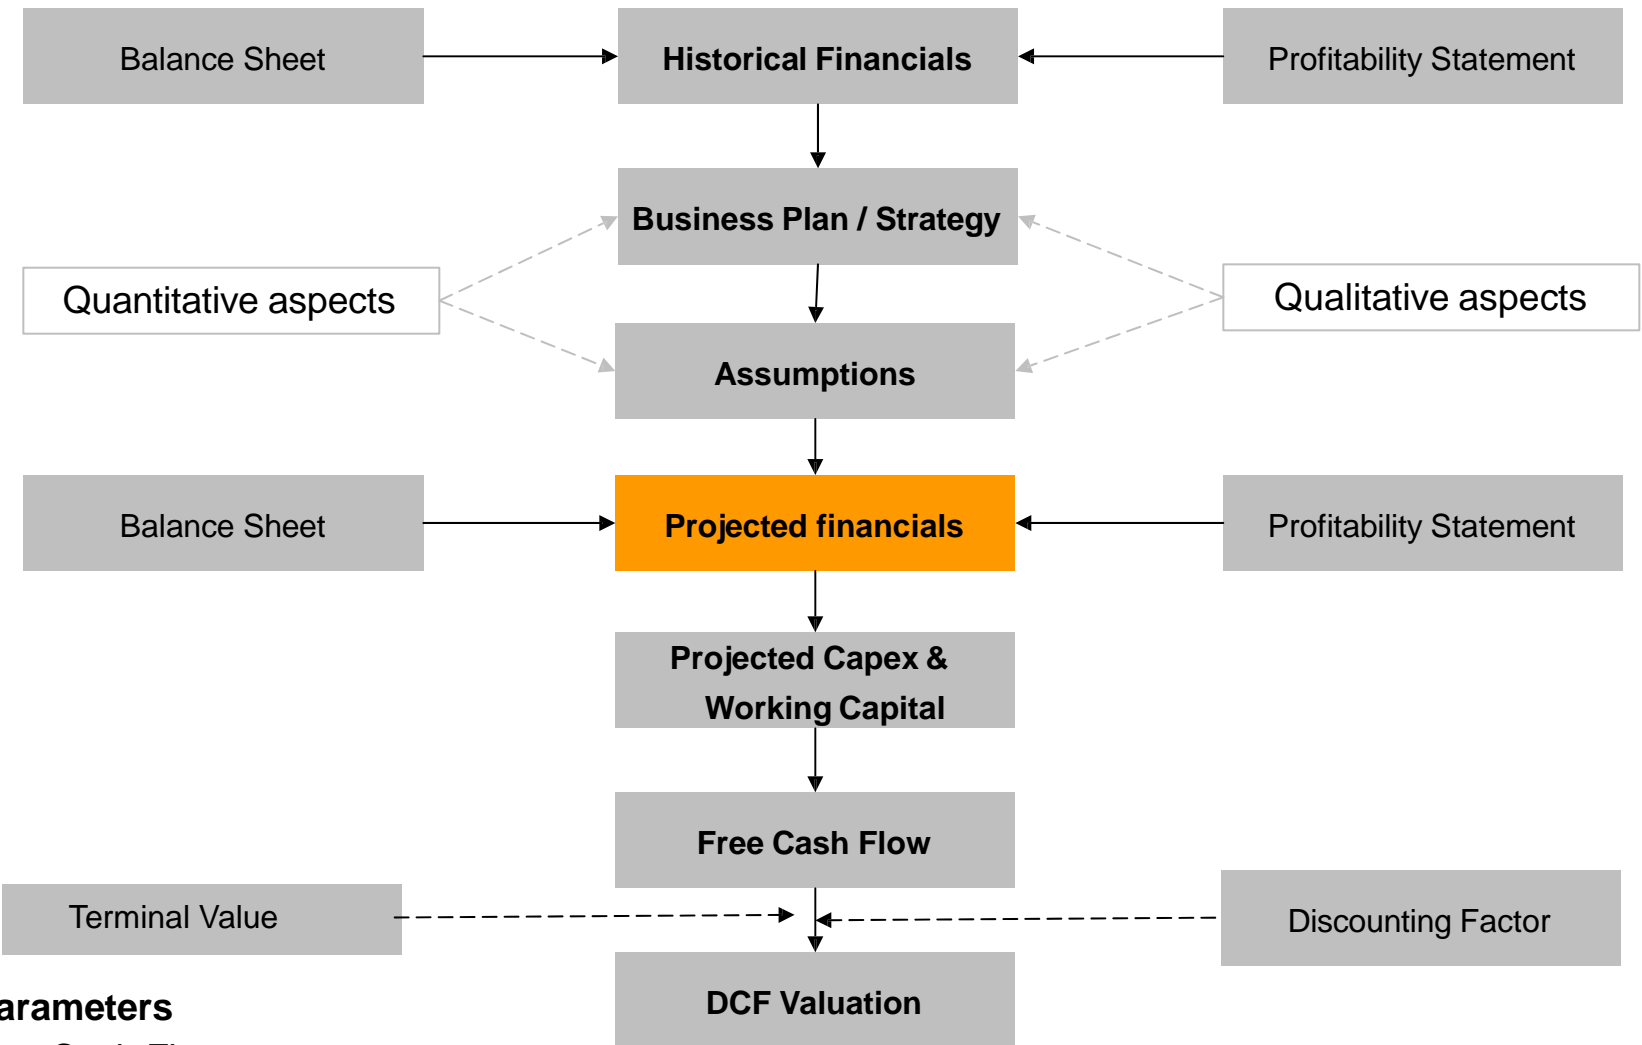 Balance Sheet
Historical Financials
Profitability Statement
Business Plan / Strategy
Quantitative aspects
Qualitative aspects
Assumptions
Balance Sheet
Projected financials
Profitability Statement
Projected Capex &
Working Capital
Free Cash Flow
Terminal Value
Discounting Factor
DCF Valuation
arameters